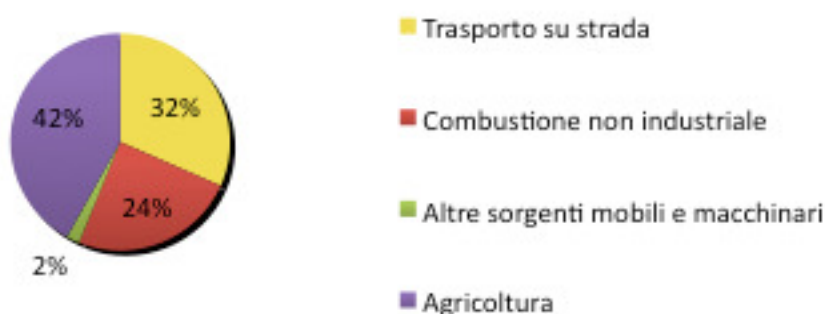 42%
32%
24%
2%
Trasporto su strada
Combustione non industriale
Altre sorgenti mobili e macchinari
Agricoltura